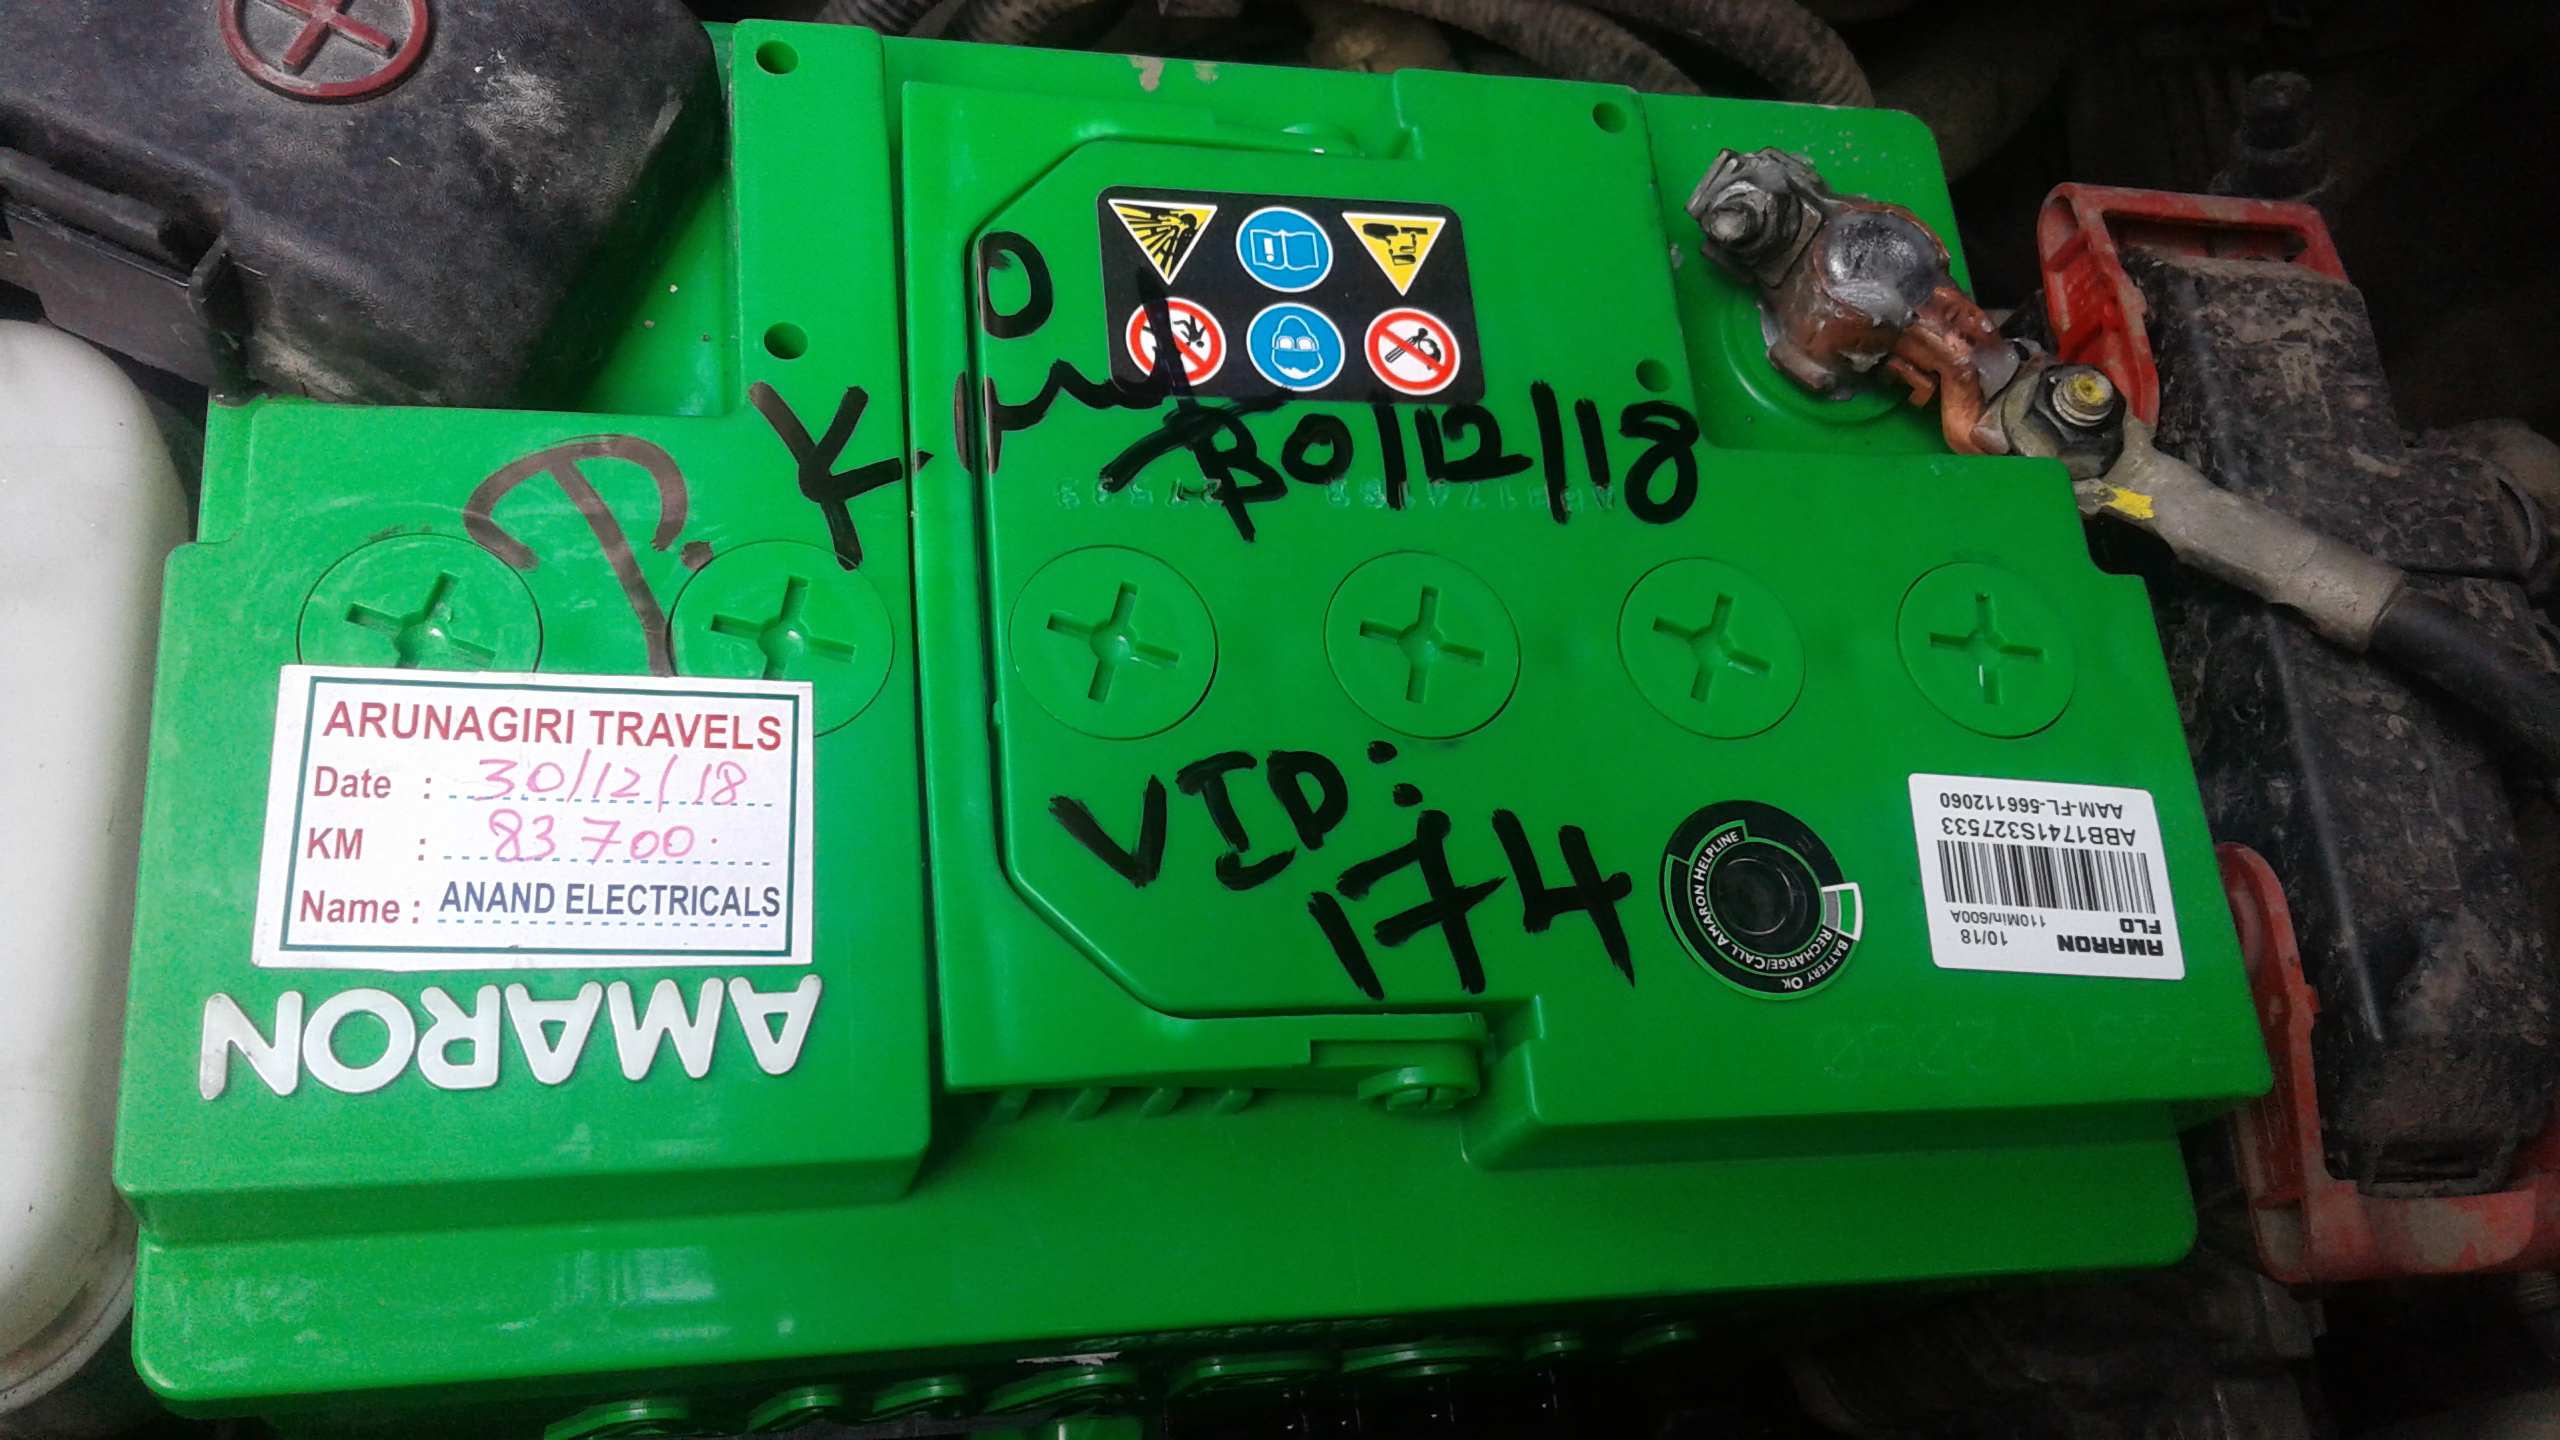 30/12/18
ARUNAGIRI TRAVELS
Date : 30/12/18
KM : 83700.
Name : ANAND ELECTRICALS
VID:
174
AMARON
AMARON HELPLINE
BATTERY OK
RECHARGE/CALL
AMARON 10/18
FLO 110Min/600A
ABB1741S327533
AAM-FL-566112060